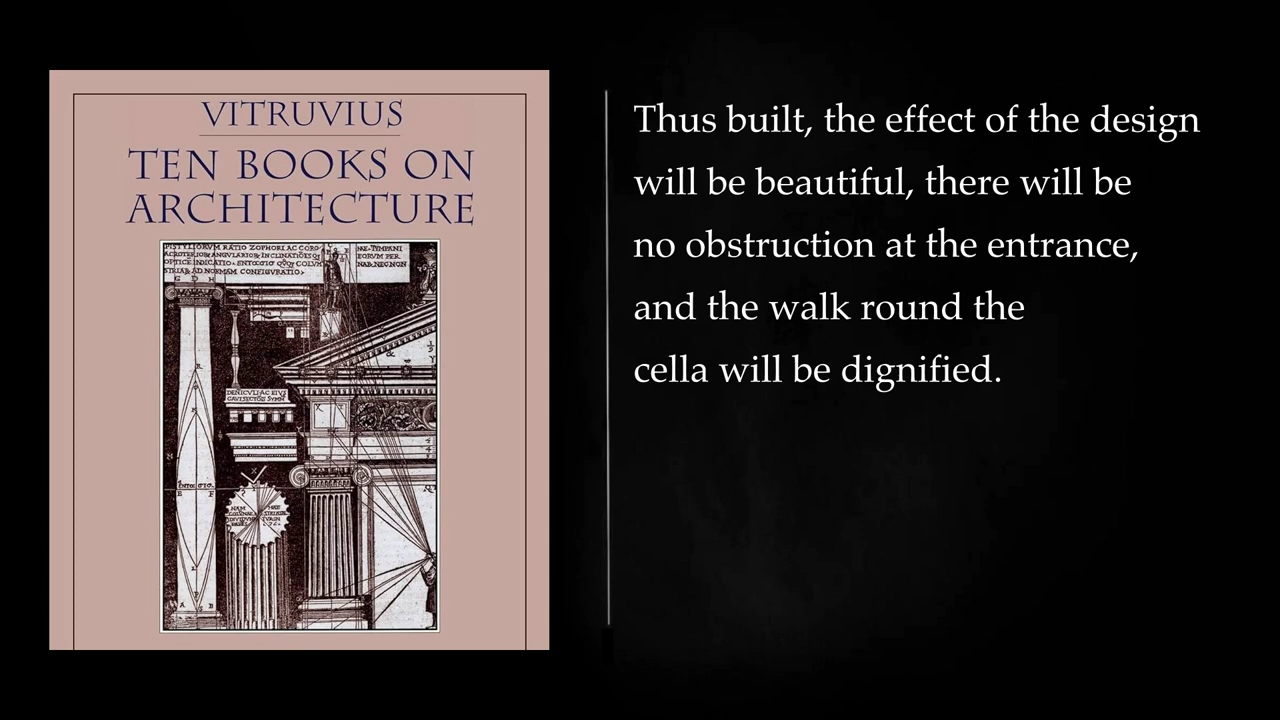 VITRUVIUS
TEN BOOKS ON
ARCHITECTURE
Thus built, the effect of the design
will be beautiful, there will be
no obstruction at the entrance,
and the walk round the
cella will be dignified.